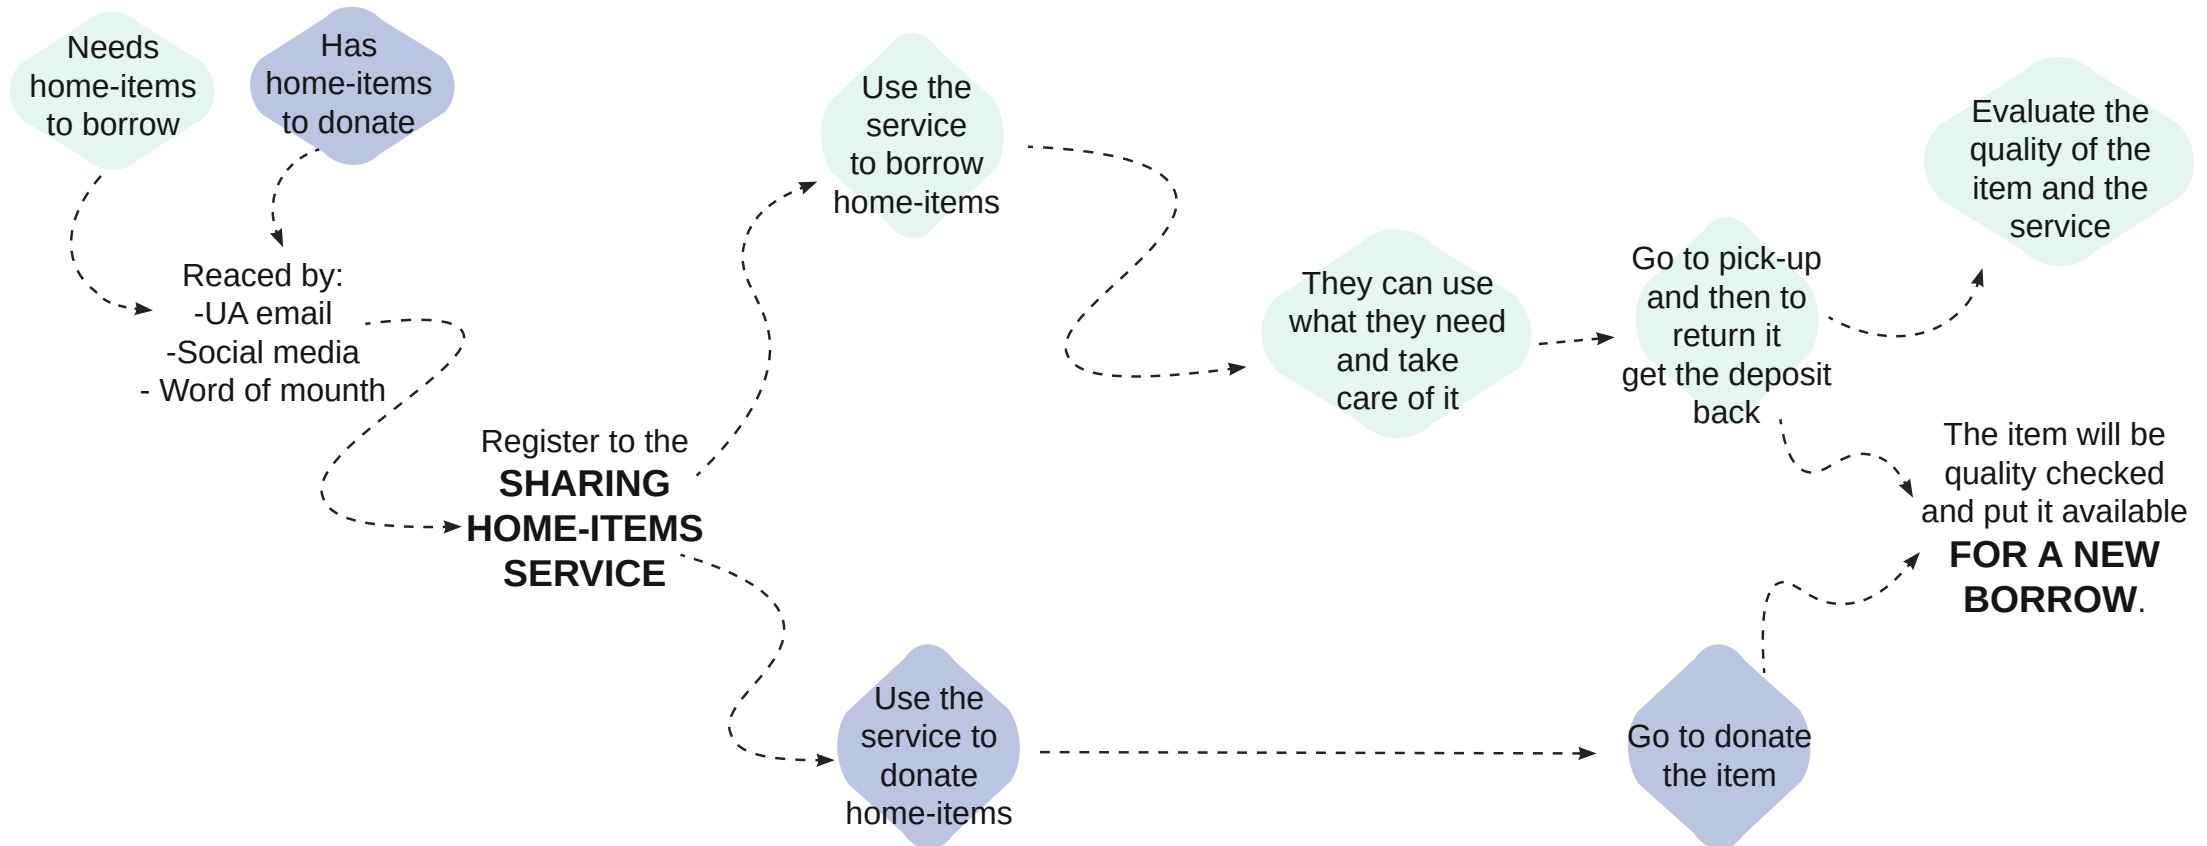 Needs
home-items
to borrow
Has
home-items
to donate
Reaced by:
-UA email
-Social media
- Word of mounth
Register to the
SHARING
HOME-ITEMS
SERVICE
Use the
service
to borrow
home-items
They can use
what they need
and take
care of it
Go to pick-up
and then to
return it
get the deposit
back
Evaluate the
quality of the
item and the
service
The item will be
quality checked
and put it available
FOR A NEW
BORROW.
Use the
service to
donate
home-items
Go to donate
the item